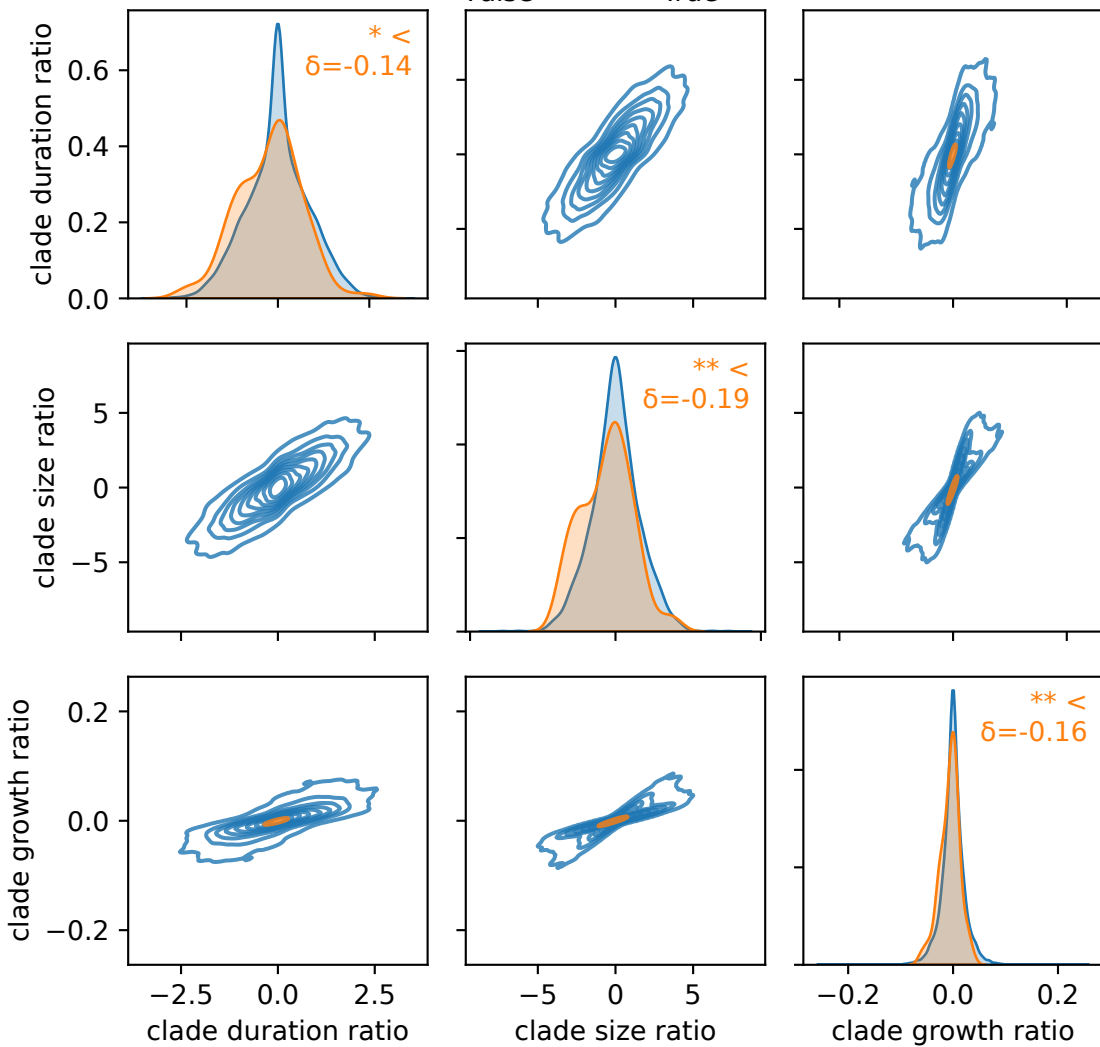 clade duration ratio
0.6
0.4
0.2
0.0
* <
δ=-0.14
clade size ratio
5
0
−5
** <
δ=-0.19
clade growth ratio
0.2
0.0
−0.2
** <
δ=-0.16
−2.5 0.0 2.5
clade duration ratio
−5 0 5
clade size ratio
−0.2 0.0 0.2
clade growth ratio